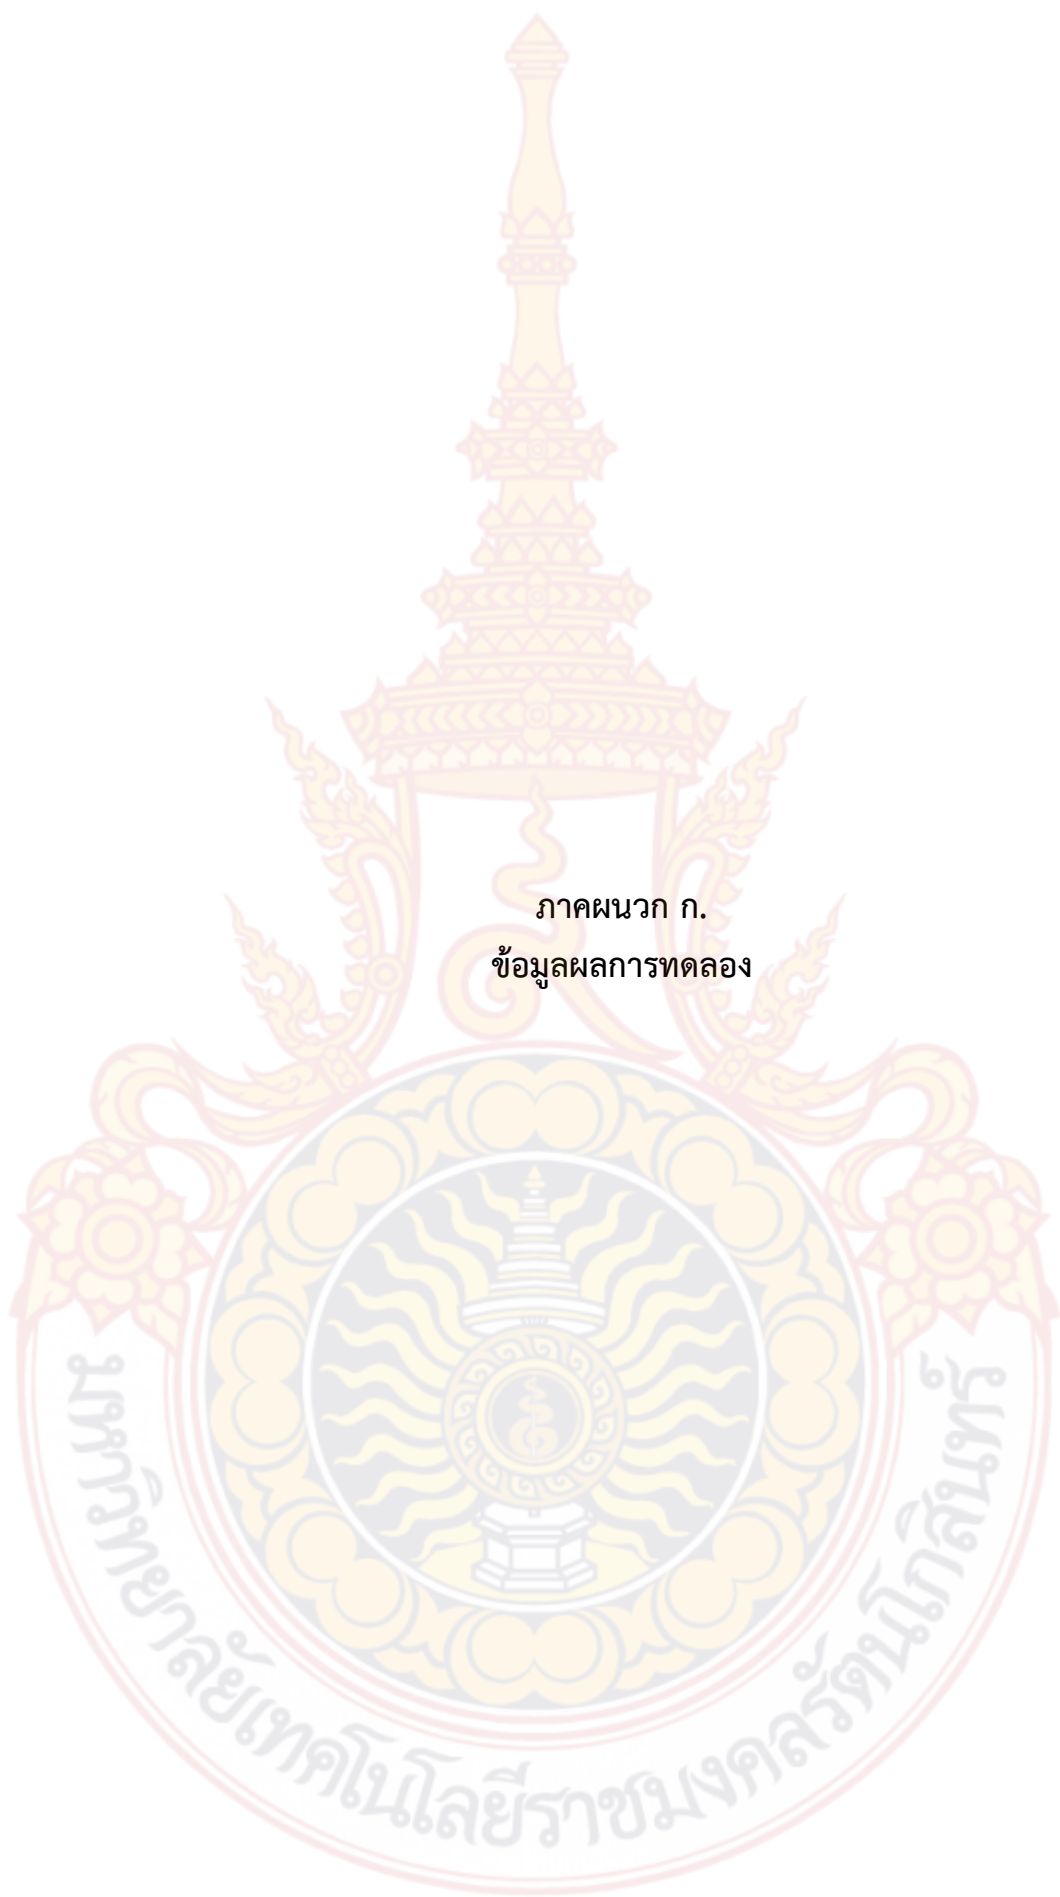 ภาคผนวก ก.
ข้อมูลผลการทดลอง
มหาวิทยาลัยเทคโนโลยีราชมงคลรัตนโกสินทร์